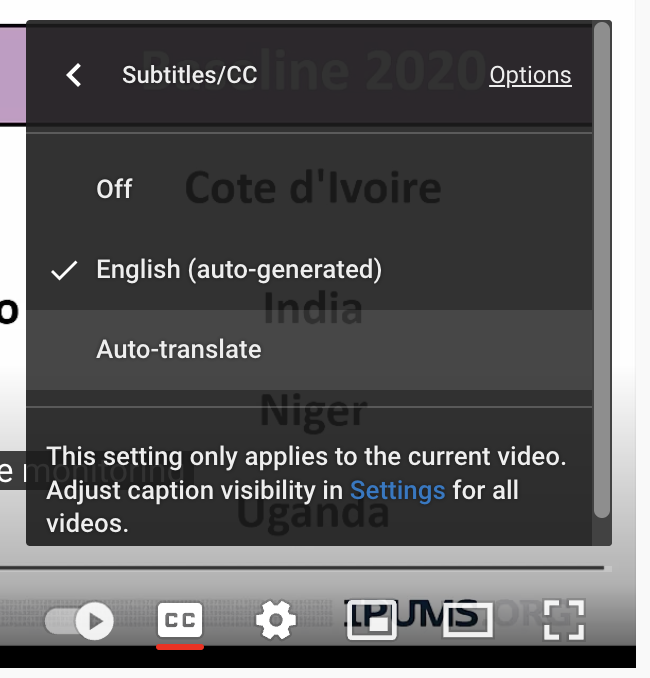 Baseline 2020
Subtitles/CC
Options
Off
Cote d'Ivoire
English (auto-generated)
India
Auto-translate
Niger
This setting only applies to the current video.
e monitoring
Adjust caption visibility in Settings for all
videos.
Uganda
o
CC
IPUMS.ORG